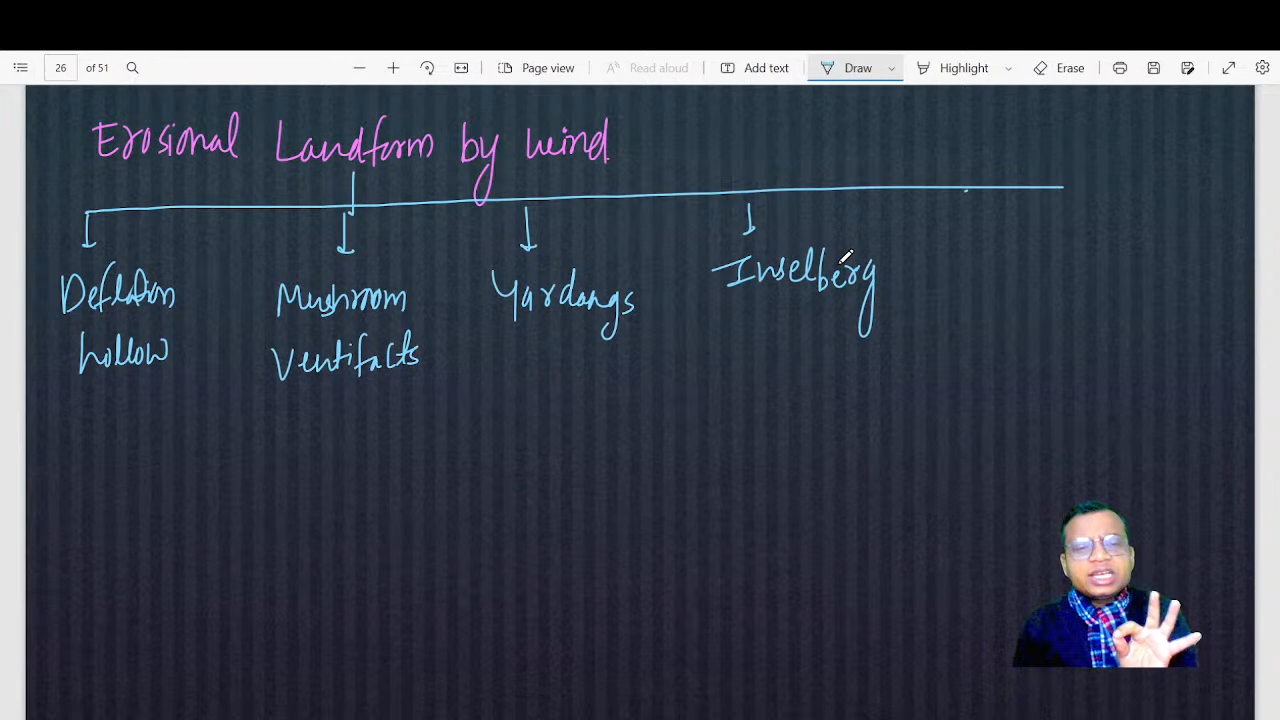 26 of 51 Page view Read aloud Add text Draw Highlight Erase
Erosional Landform by wind
Deflation Mushroom Yardangs Inselberg
hollow Ventifacts